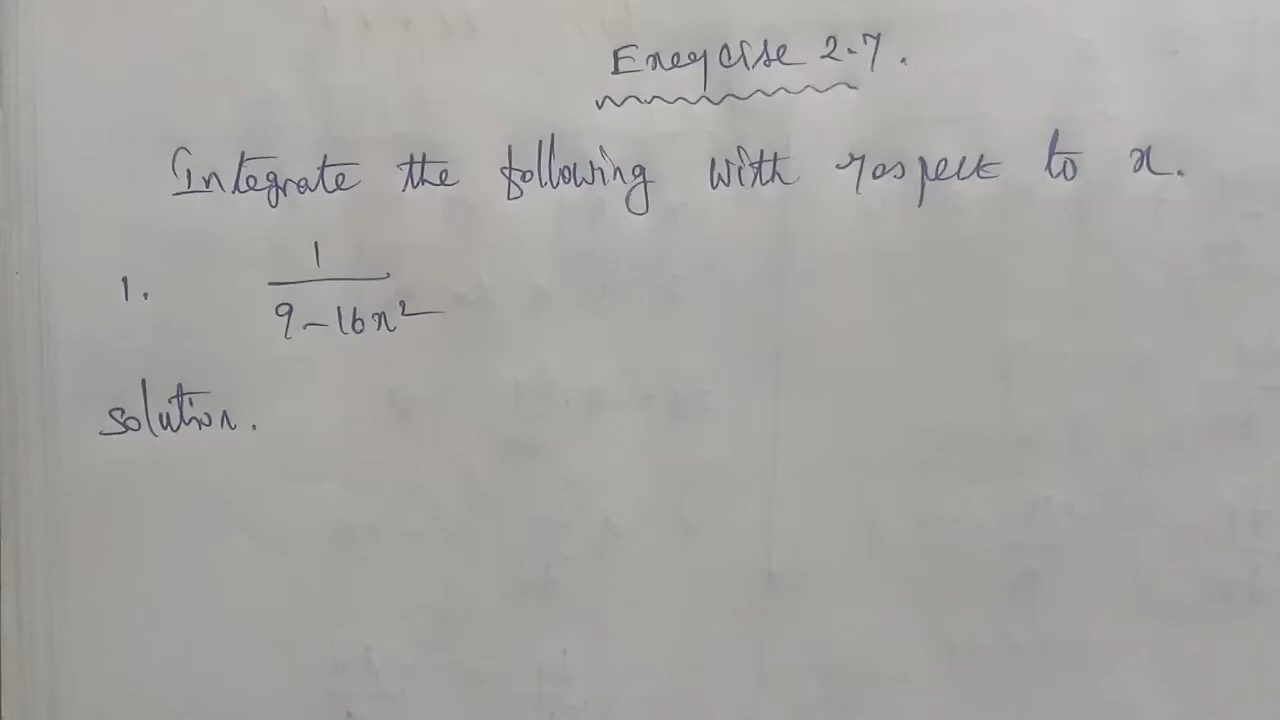 Exercise 2.7.
Integrate the following with respect to x.
1. 1/(9-16x²)
solution.